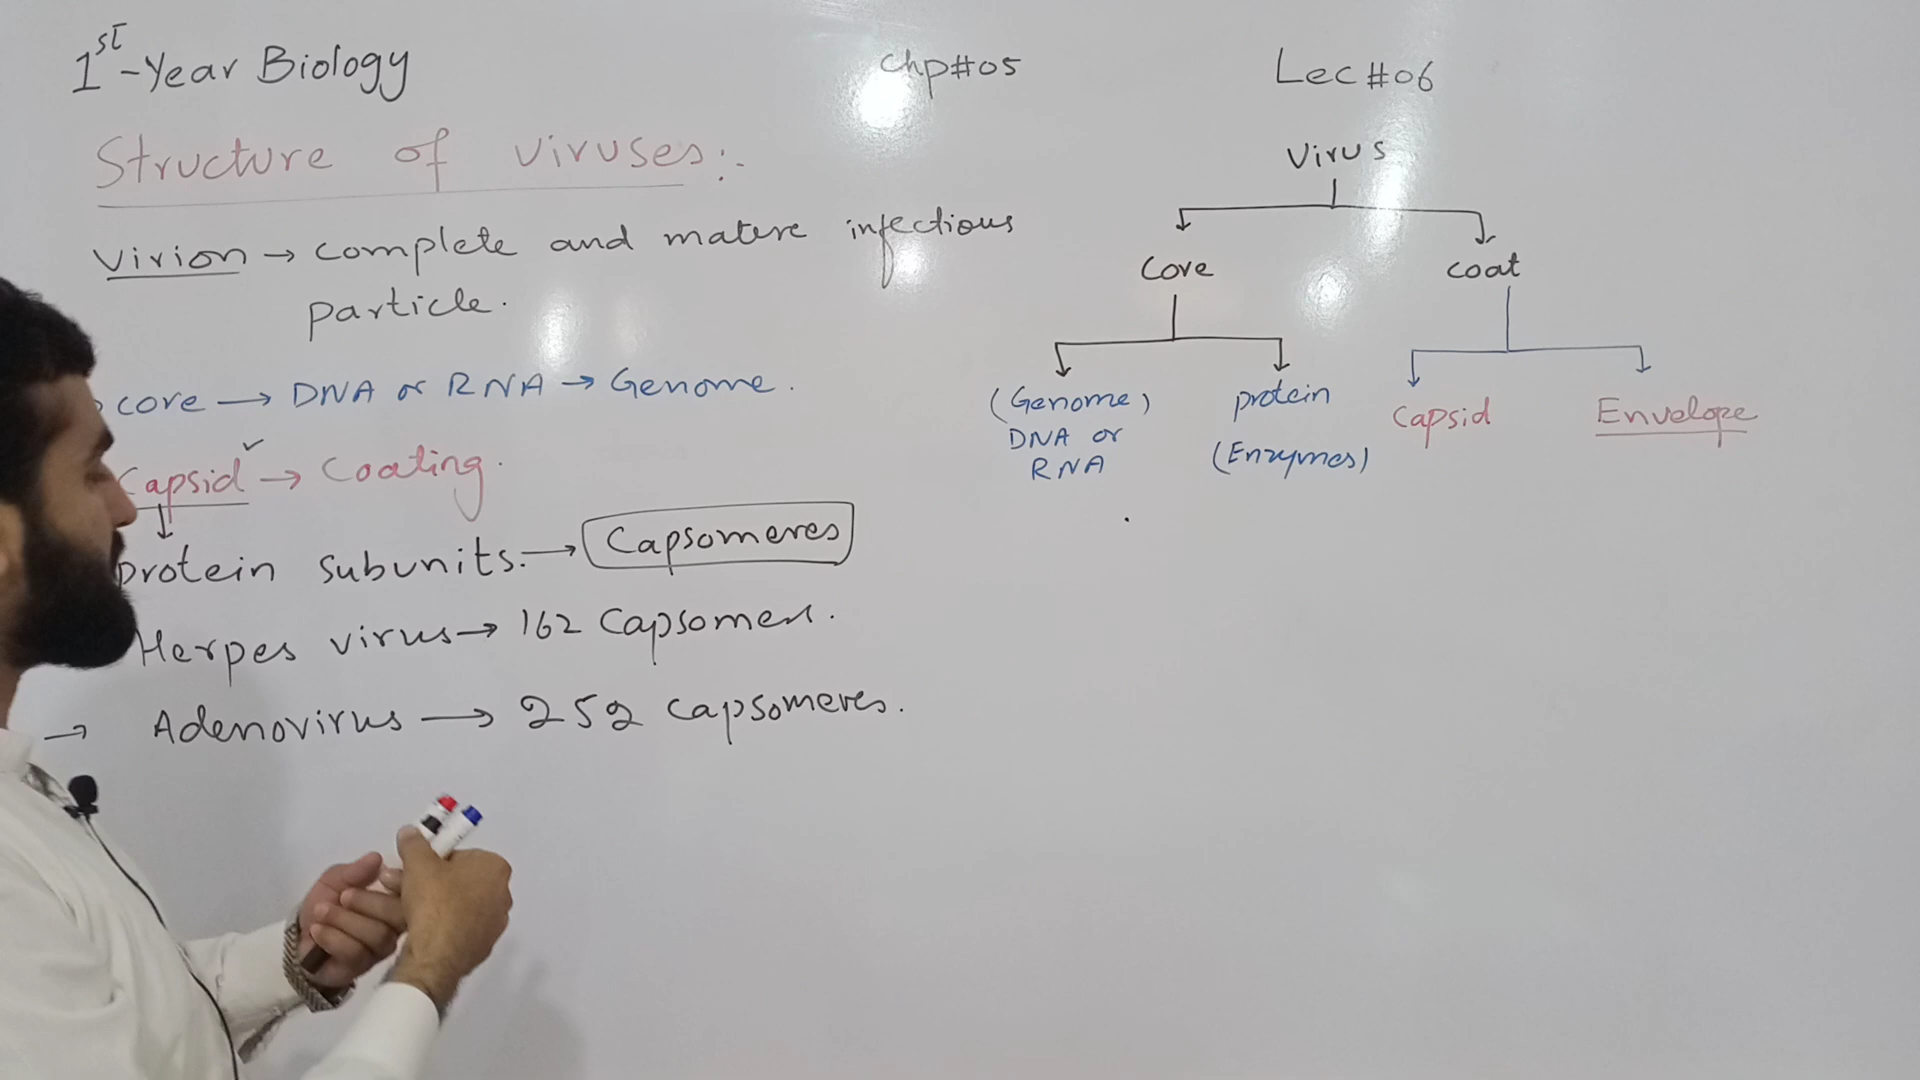 1st-Year Biology
Chp#05
Lec#06
Structure of viruses:-
Virion → complete and mature infectious
particle.
core → DNA or RNA → Genome.
Capsid ✓ → Coating.
↓
protein subunits. → Capsomeres
Herpes virus → 162 Capsomers.
→ Adenovirus → 252 capsomeres.
Virus
Core
coat
(Genome)
DNA or
RNA
protein
(Enzymes)
Capsid
Envelope